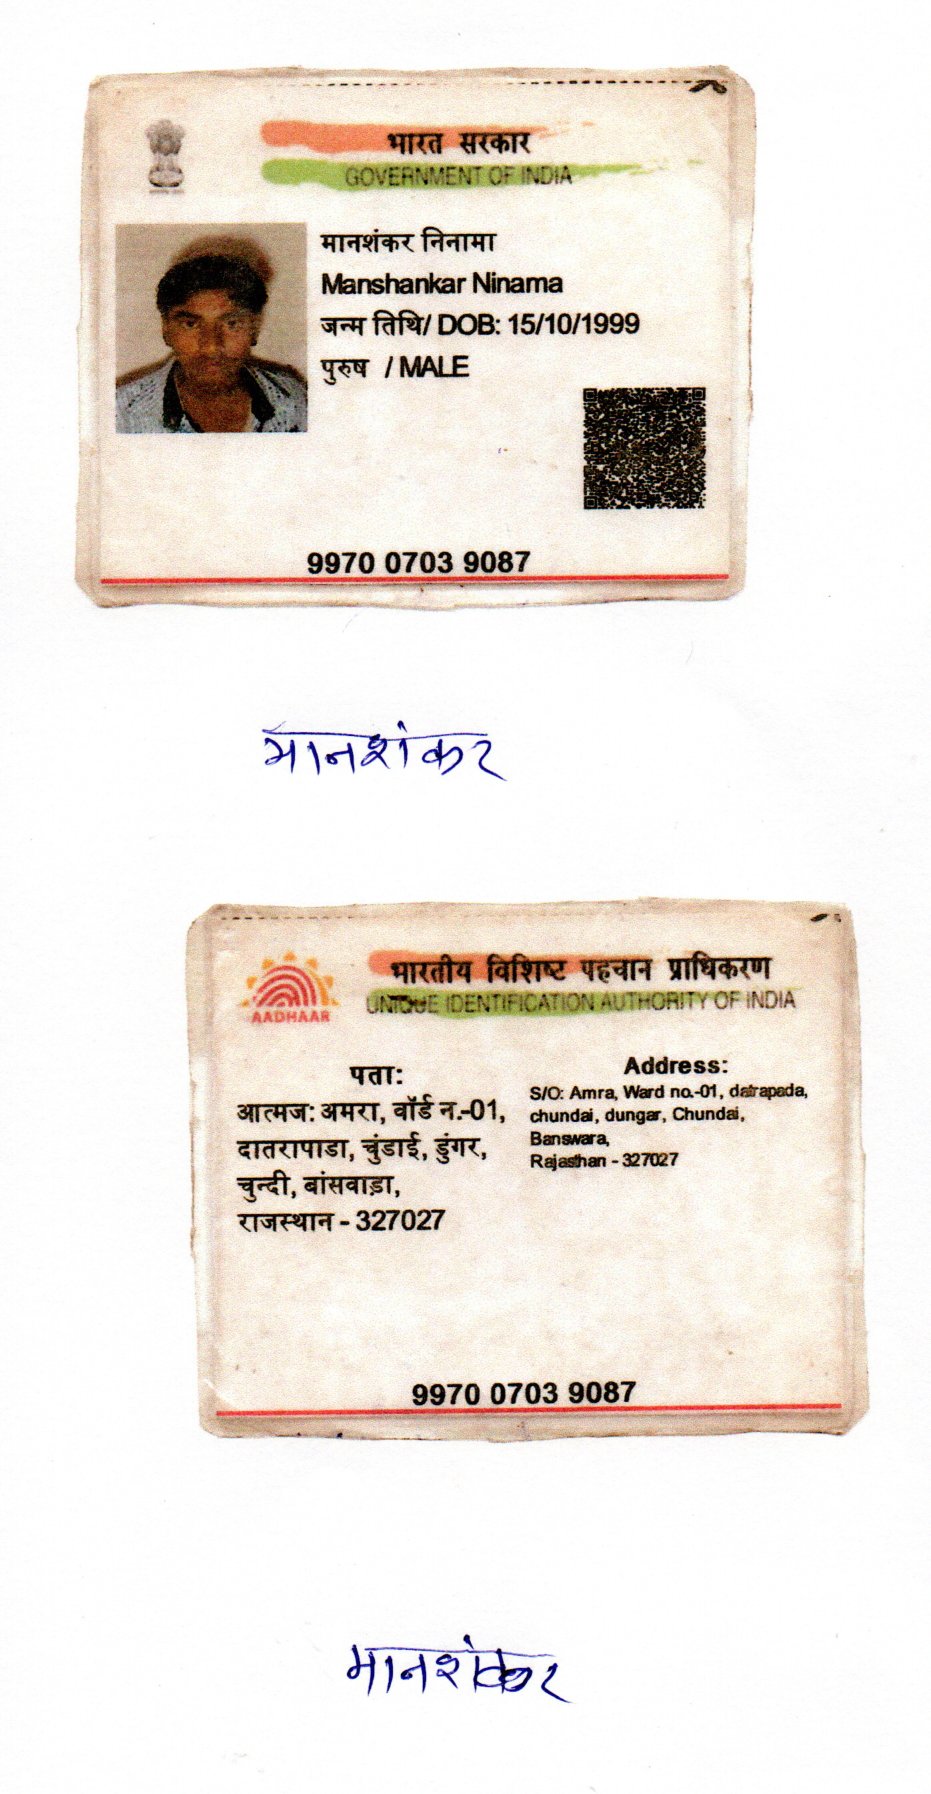 भारत सरकार
GOVERNMENT OF INDIA
मानशंकर निनामा
Manshankar Ninama
जन्म तिथि/ DOB: 15/10/1999
पुरुष / MALE
9970 0703 9087
मानशंकर
भारतीय विशिष्ट पहचान प्राधिकरण
UNIQUE IDENTIFICATION AUTHORITY OF INDIA
AADHAAR
पता:
आत्मज: अमरा, वॉर्ड न.-01,
दातरापाडा, चुंडाई, डुंगर,
चुन्दी, बांसवाड़ा,
राजस्थान - 327027
Address:
S/O: Amra, Ward no.-01, datrapada,
chundai, dungar, Chundai,
Banswara,
Rajasthan - 327027
9970 0703 9087
मानशंकर